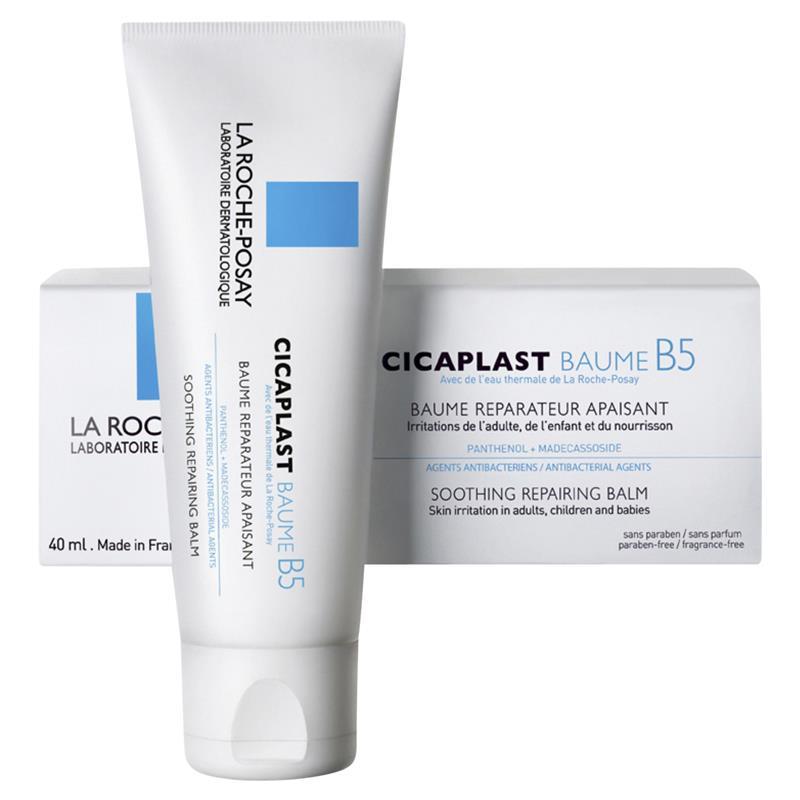 LA ROCHE-POSAY
LABORATOIRE DERMATOLOGIQUE
CICAPLAST BAUME B5
Avec de l'eau thermale de La Roche-Posay
BAUME REPARATEUR APAISANT
PANTHENOL + MADECASSOSIDE
AGENTS ANTIBACTERIENS / ANTIBACTERIAL AGENTS
SOOTHING REPAIRING BALM
LA ROCHE
LABORATOIRE
40 ml. Made in Fran
CICAPLAST BAUME B5
Avec de l'eau thermale de La Roche-Posay
BAUME REPARATEUR APAISANT
Irritations de l'adulte, de l'enfant et du nourrisson
PANTHENOL + MADECASSOSIDE
AGENTS ANTIBACTERIENS / ANTIBACTERIAL AGENTS
SOOTHING REPAIRING BALM
Skin irritation in adults, children and babies
sans paraben / sans parfum
paraben-free / fragrance-free